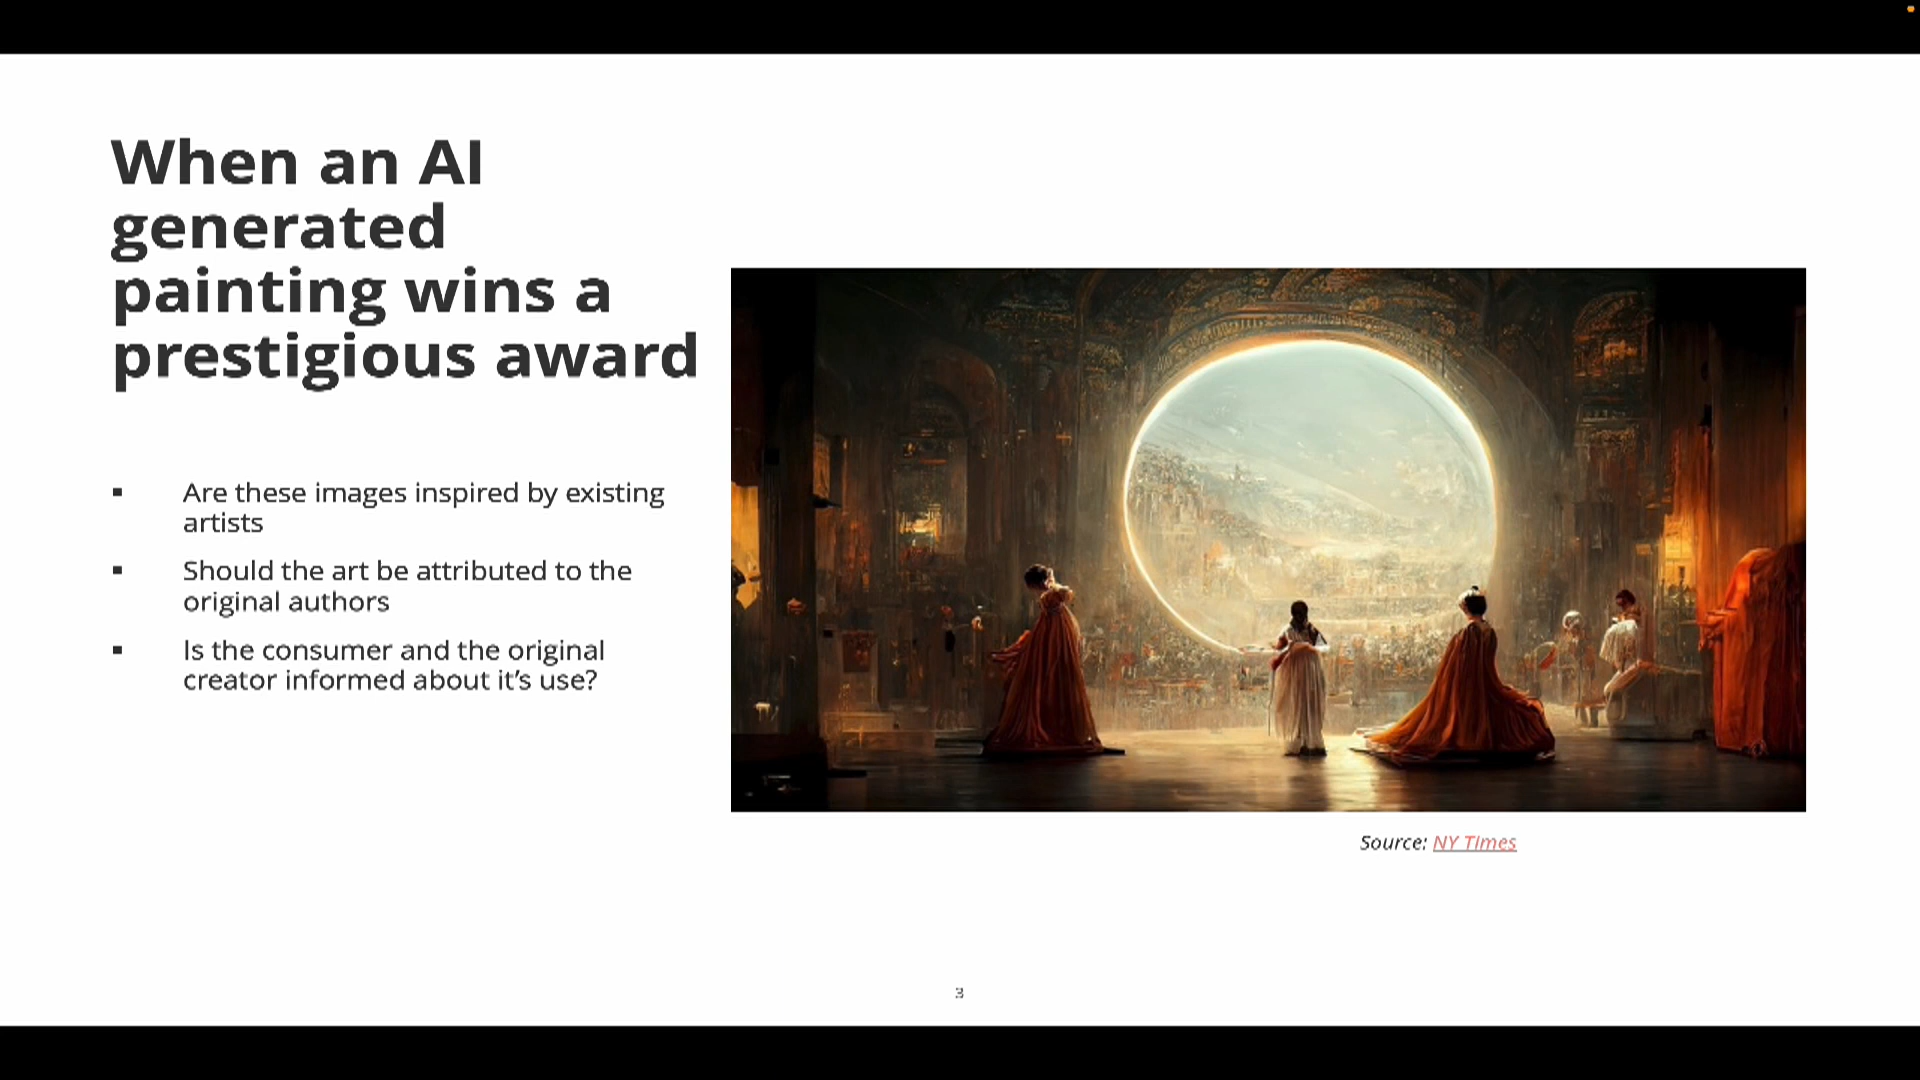 When an AI
generated
painting wins a
prestigious award
▪ Are these images inspired by existing
artists
▪ Should the art be attributed to the
original authors
▪ Is the consumer and the original
creator informed about it’s use?
Source: NY Times
3